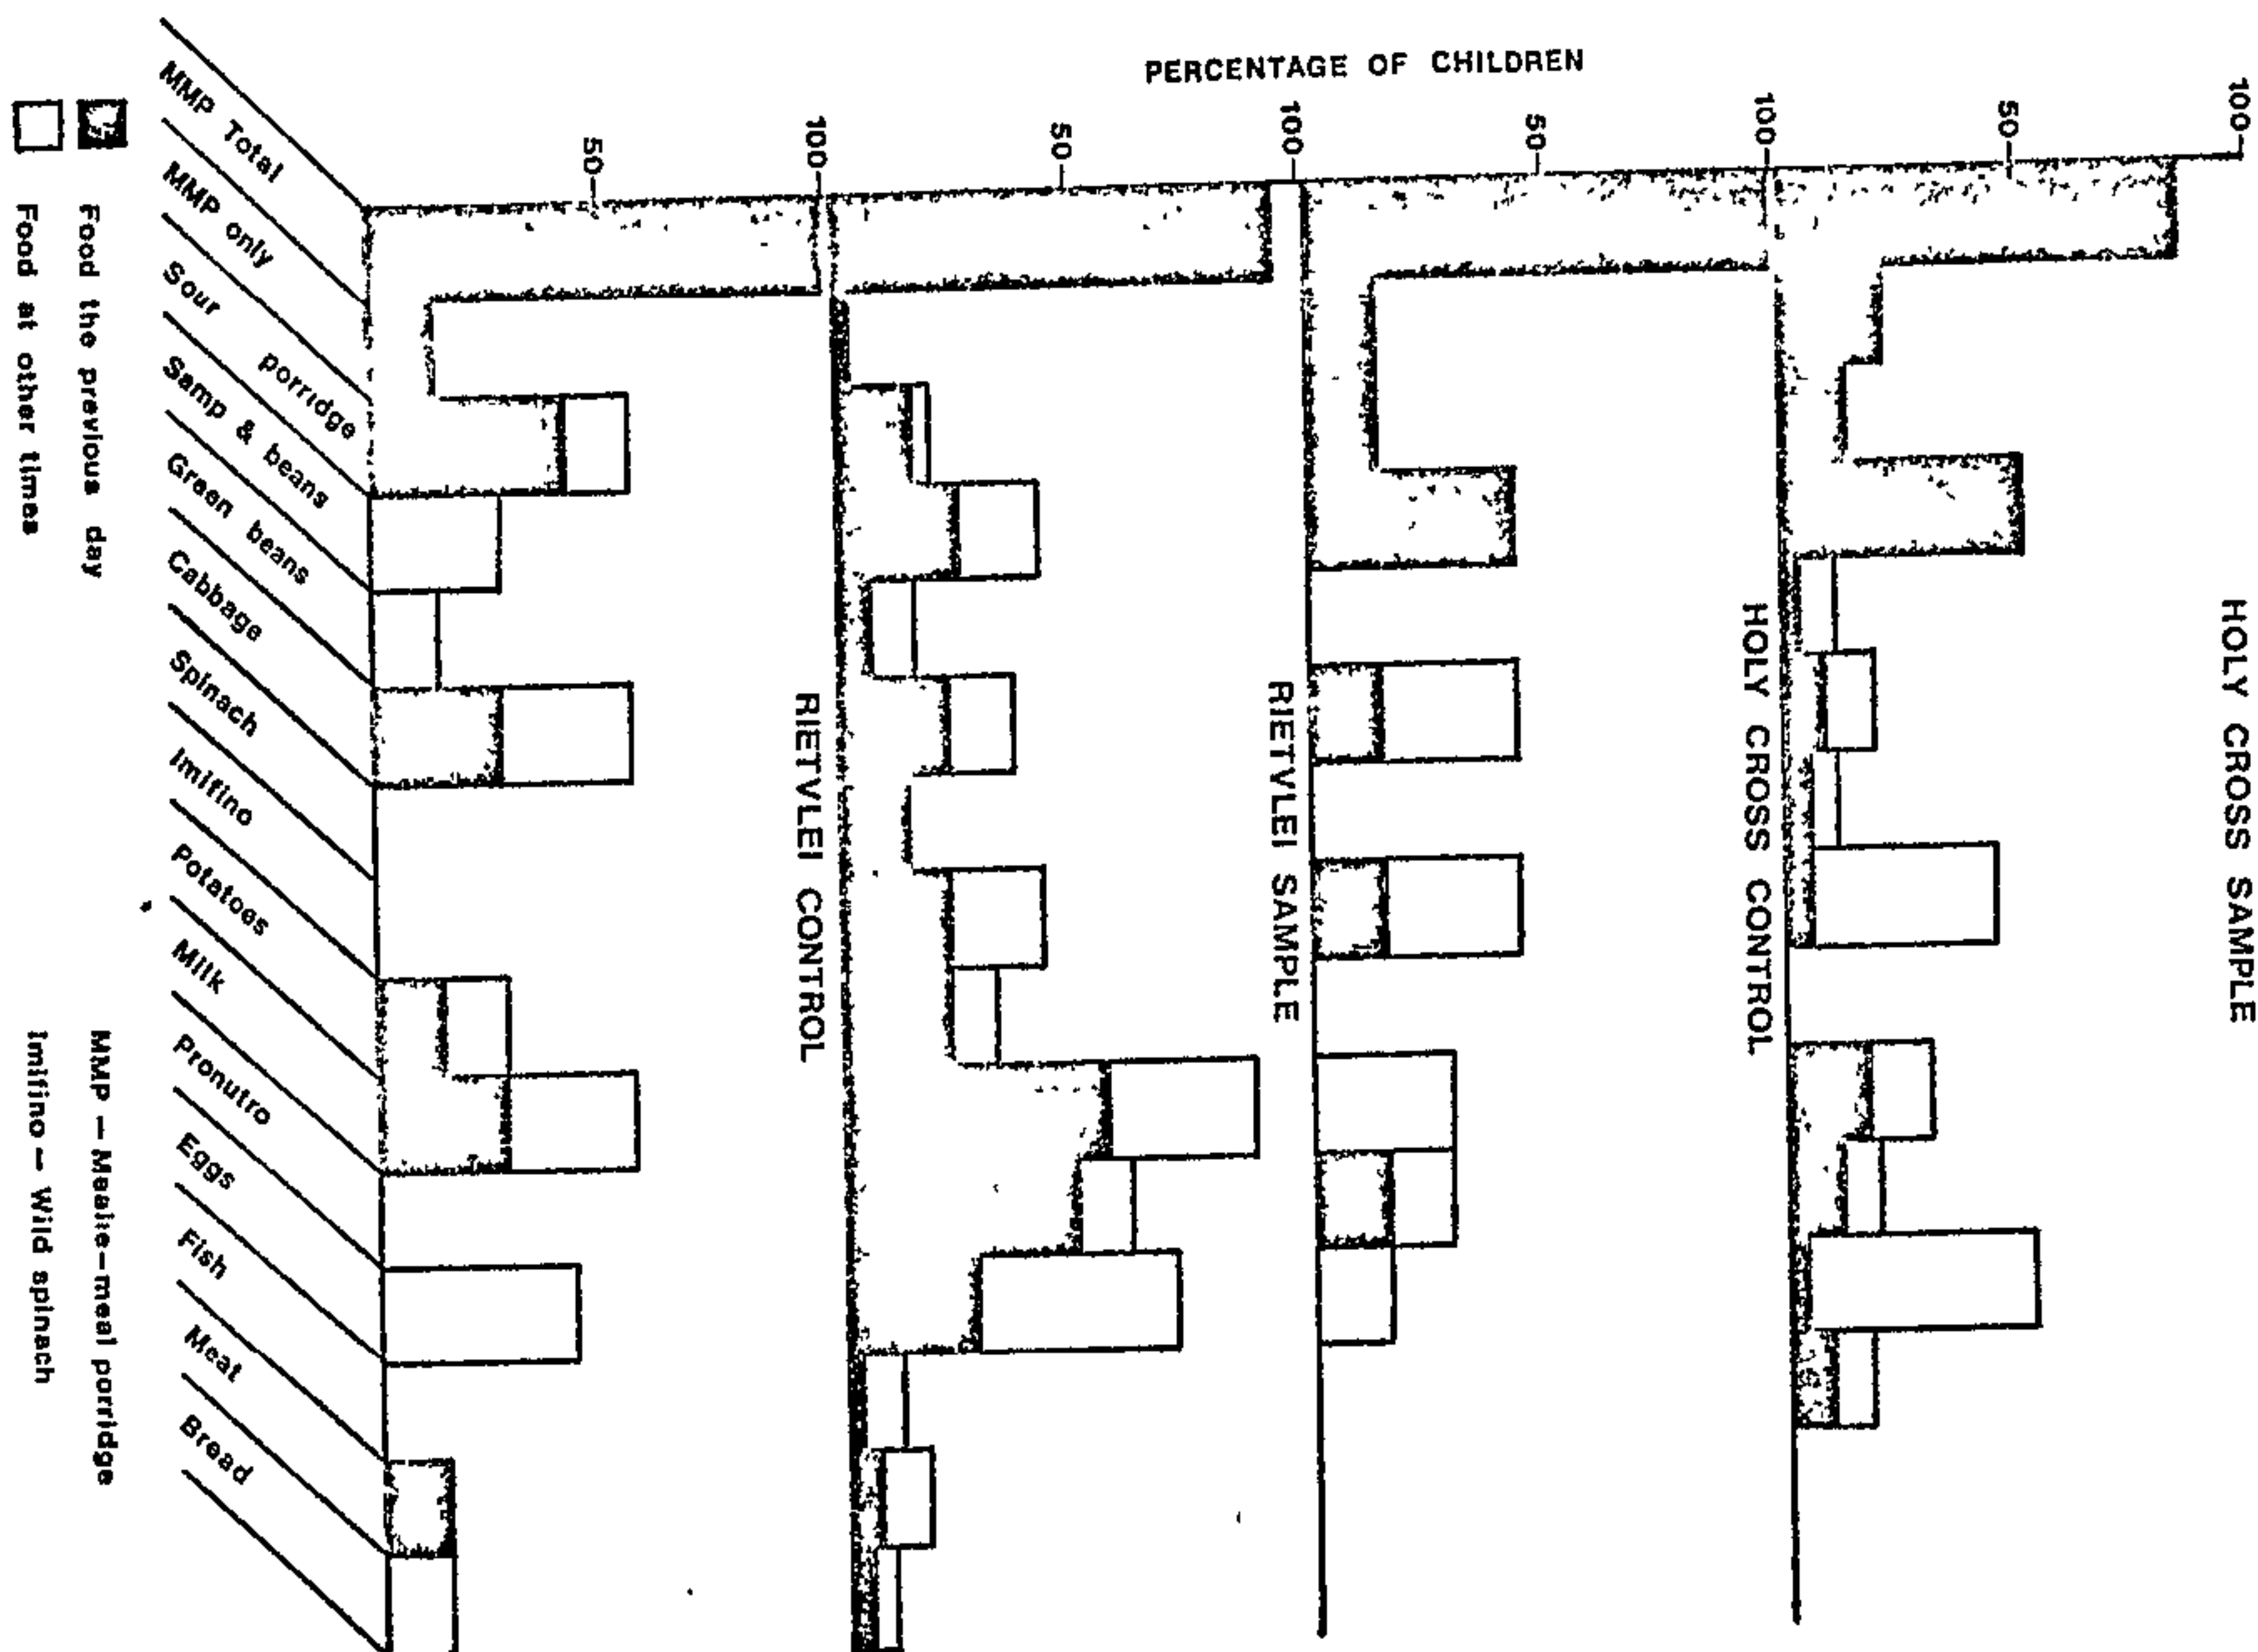 PERCENTAGE OF CHILDREN
100
50
HOLY CROSS SAMPLE
100
50
HOLY CROSS CONTROL
100
50
RIETVLEI SAMPLE
100
50
RIETVLEI CONTROL
MMP Total
MMP only
Sour porridge
Samp & beans
Green beans
Cabbage
Spinach
Imifino
Potatoes
Milk
Pronutro
Eggs
Fish
Meat
Bread
Food the previous day
Food at other times
MMP – Mealie-meal porridge
Imifino – Wild spinach